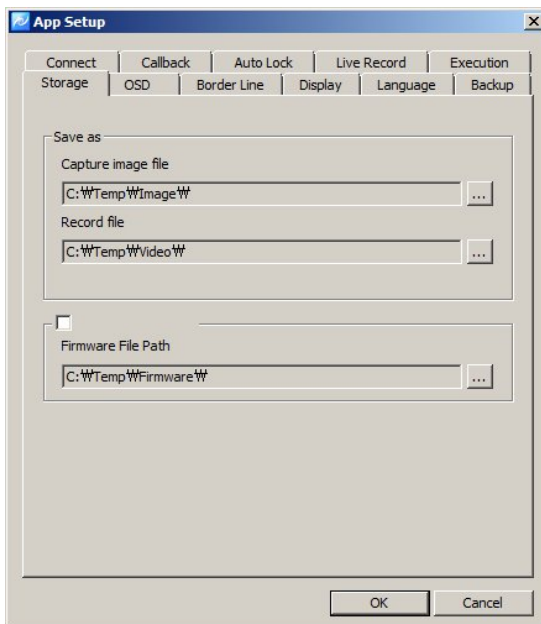 App Setup
Connect Callback Auto Lock Live Record Execution
Storage OSD Border Line Display Language Backup
Save as
Capture image file
C:₩Temp₩Image₩ ...
Record file
C:₩Temp₩Video₩ ...
Firmware File Path
C:₩Temp₩Firmware₩ ...
OK Cancel